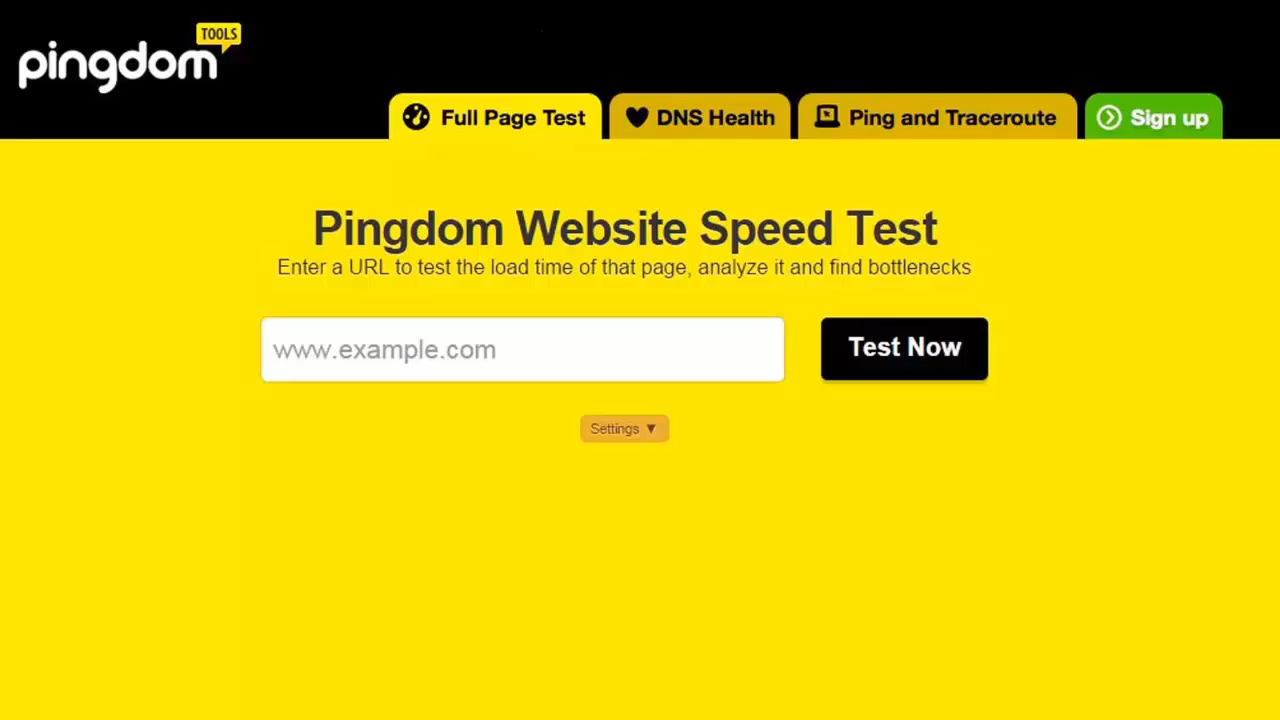 TOOLS
pingdom
Full Page Test
DNS Health
Ping and Traceroute
Sign up
Pingdom Website Speed Test
Enter a URL to test the load time of that page, analyze it and find bottlenecks
www.example.com
Test Now
Settings ▼